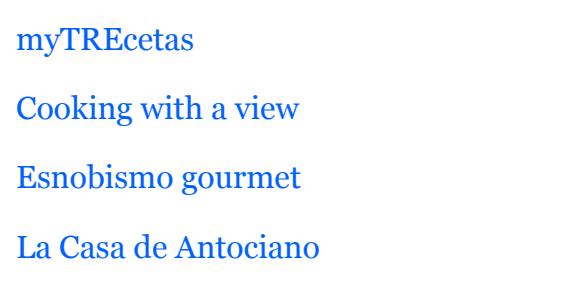 myTREcetas
Cooking with a view
Esnobismo gourmet
La Casa de Antociano